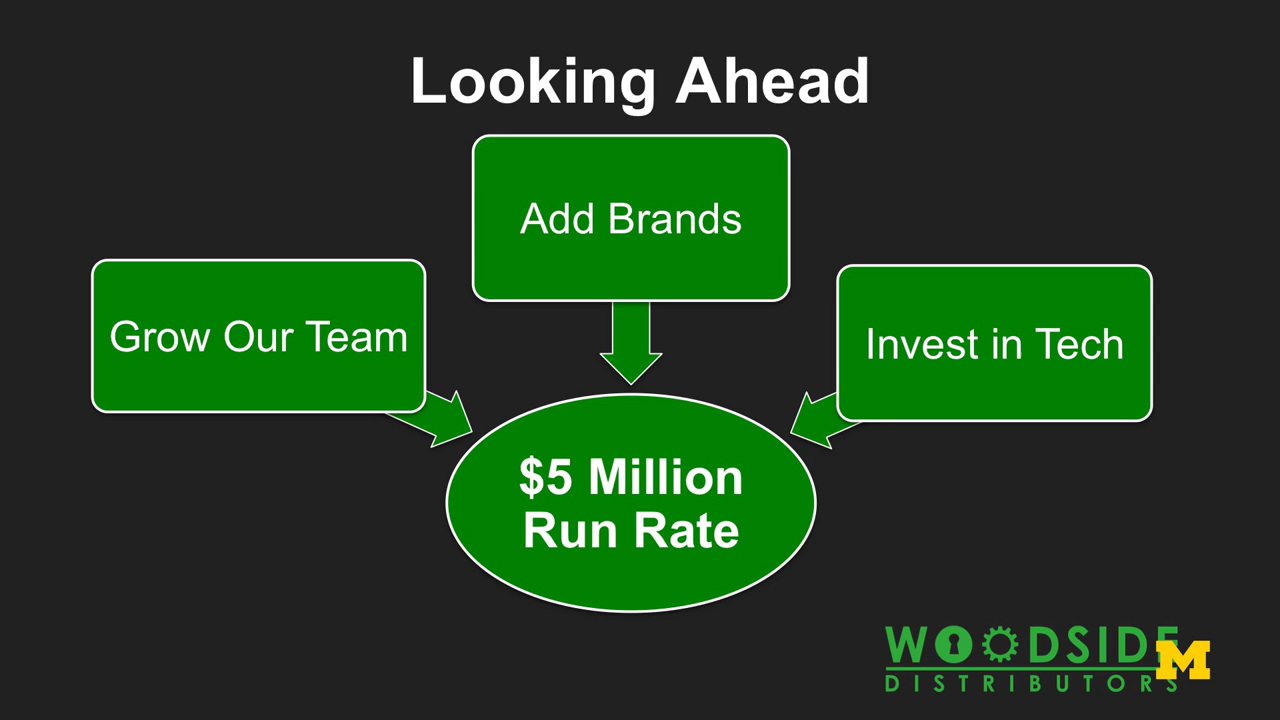 Looking Ahead
Add Brands
Grow Our Team
Invest in Tech
$5 Million
Run Rate
WOODSIDE
DISTRIBUTORS
M